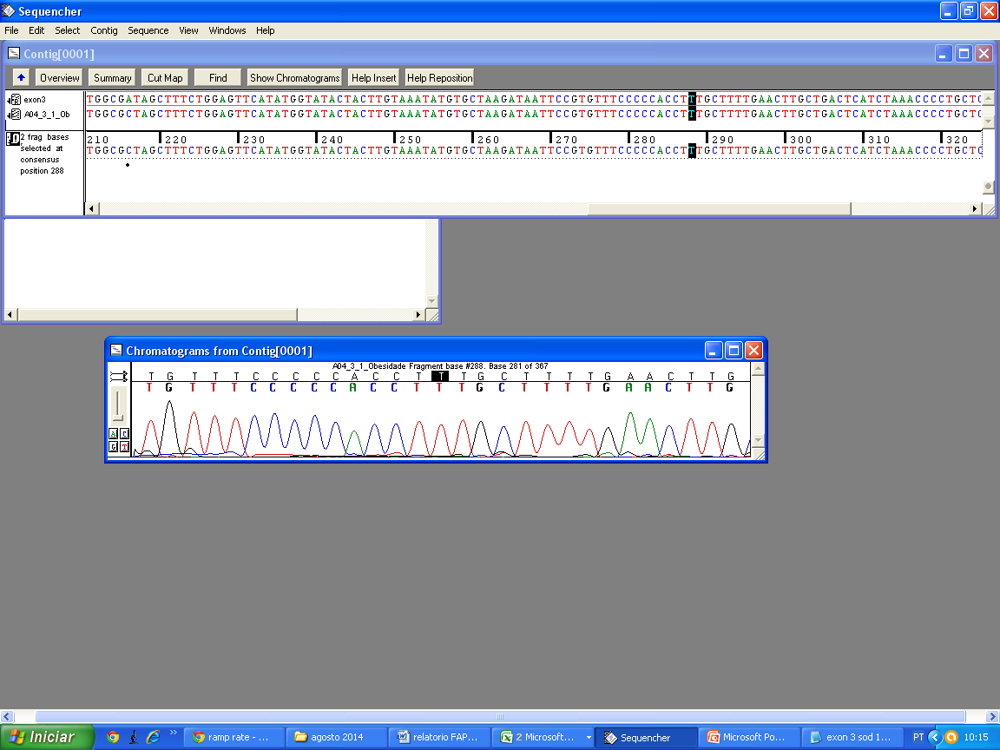 Sequencher
File Edit Select Contig Sequence View Windows Help
Contig[0001]
Overview Summary Cut Map Find Show Chromatograms Help Insert Help Reposition
exon3 TGGCGATAGCTTTCTGGAGTTCATATGGTATACTACTTGTAAATATGTGCTAAGATAATTCCGTGTTTCCCCCACCTTTGCTTTTGAACTTGCTGACTCATCTAAACCCCTGCTC
A04_3_1_Ob TGGCGCTAGCTTTCTGGAGTTCATATGGTATACTACTTGTAAATATGTGCTAAGATAATTCCGTGTTTCCCCCACCTTTGCTTTTGAACTTGCTGACTCATCTAAACCCCTGCTC
2 frag bases
selected at
consensus
position 288
210 220 230 240 250 260 270 280 290 300 310 320
TGGCGCTAGCTTTCTGGAGTTCATATGGTATACTACTTGTAAATATGTGCTAAGATAATTCCGTGTTTCCCCCACCTTTGCTTTTGAACTTGCTGACTCATCTAAACCCCTGCTC
Chromatograms from Contig[0001]
A04_3_1_Obesidade Fragment base #288. Base 281 of 367
T G T T T C C C C C A C C T T T G C T T T T G A A C T T G
T G T T T C C C C C A C C T T T G C T T T T G A A C T T G
A C
G T
Iniciar ramp rate - ... agosto 2014 relatorio FAP... 2 Microsoft... Sequencher Microsoft Po... exon 3 sod 1... PT 10:15